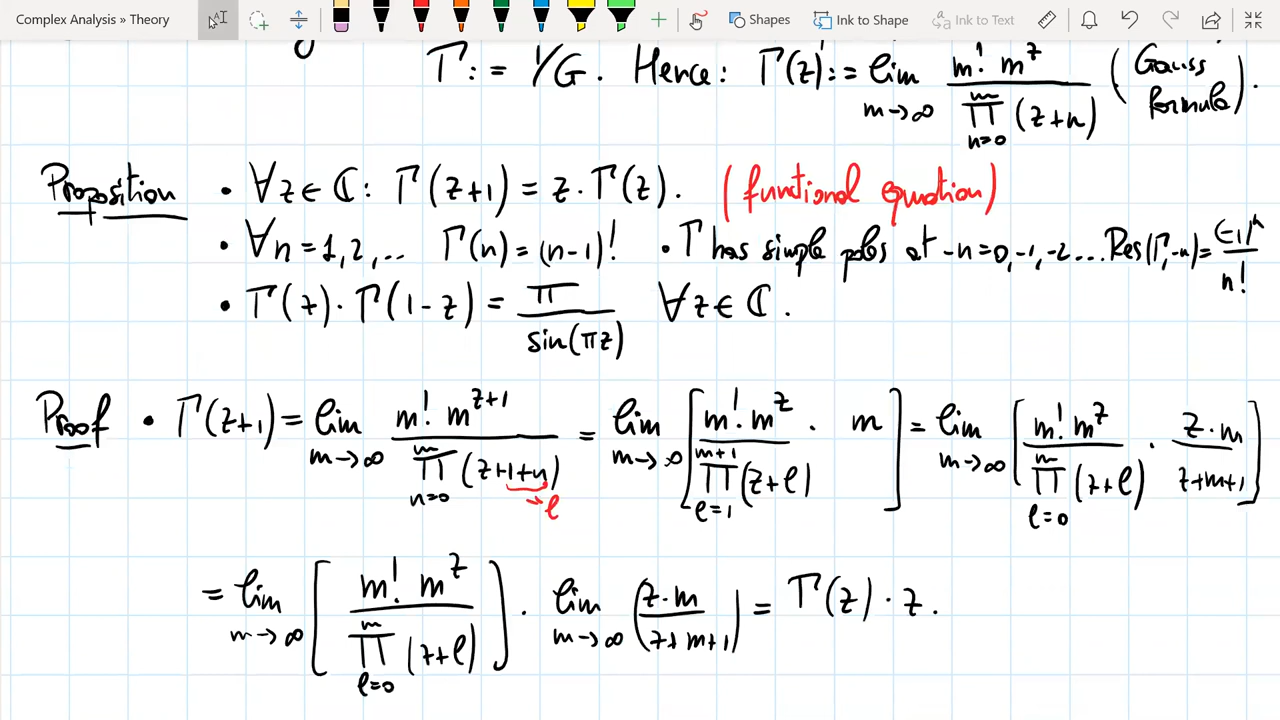 Complex Analysis » Theory Shapes Ink to Shape Ink to Text
Γ := 1/G. Hence: Γ(z) := lim_{m→∞} m! m^z / ∏_{n=0}^{m} (z+n) (Gauss formula).
Proposition • ∀z∈ℂ: Γ(z+1) = z·Γ(z). (functional equation)
• ∀n=1,2,... Γ(n) = (n-1)! • Γ has simple poles at -n=0,-1,-2... Res(Γ,-n) = (-1)^n / n!
• Γ(z)·Γ(1-z) = π / sin(πz) ∀z∈ℂ.
Proof • Γ(z+1) = lim_{m→∞} m! m^{z+1} / ∏_{n=0}^{m} (z+1+n) = lim_{m→∞} [ m! m^z / ∏_{l=1}^{m+1} (z+l) · m ] = lim_{m→∞} [ m! m^z / ∏_{l=0}^{m} (z+l) · z·m / z+m+1 ]
→ l
= lim_{m→∞} [ m! m^z / ∏_{l=0}^{m} (z+l) ] · lim_{m→∞} ( z·m / z+m+1 ) = Γ(z)·z.